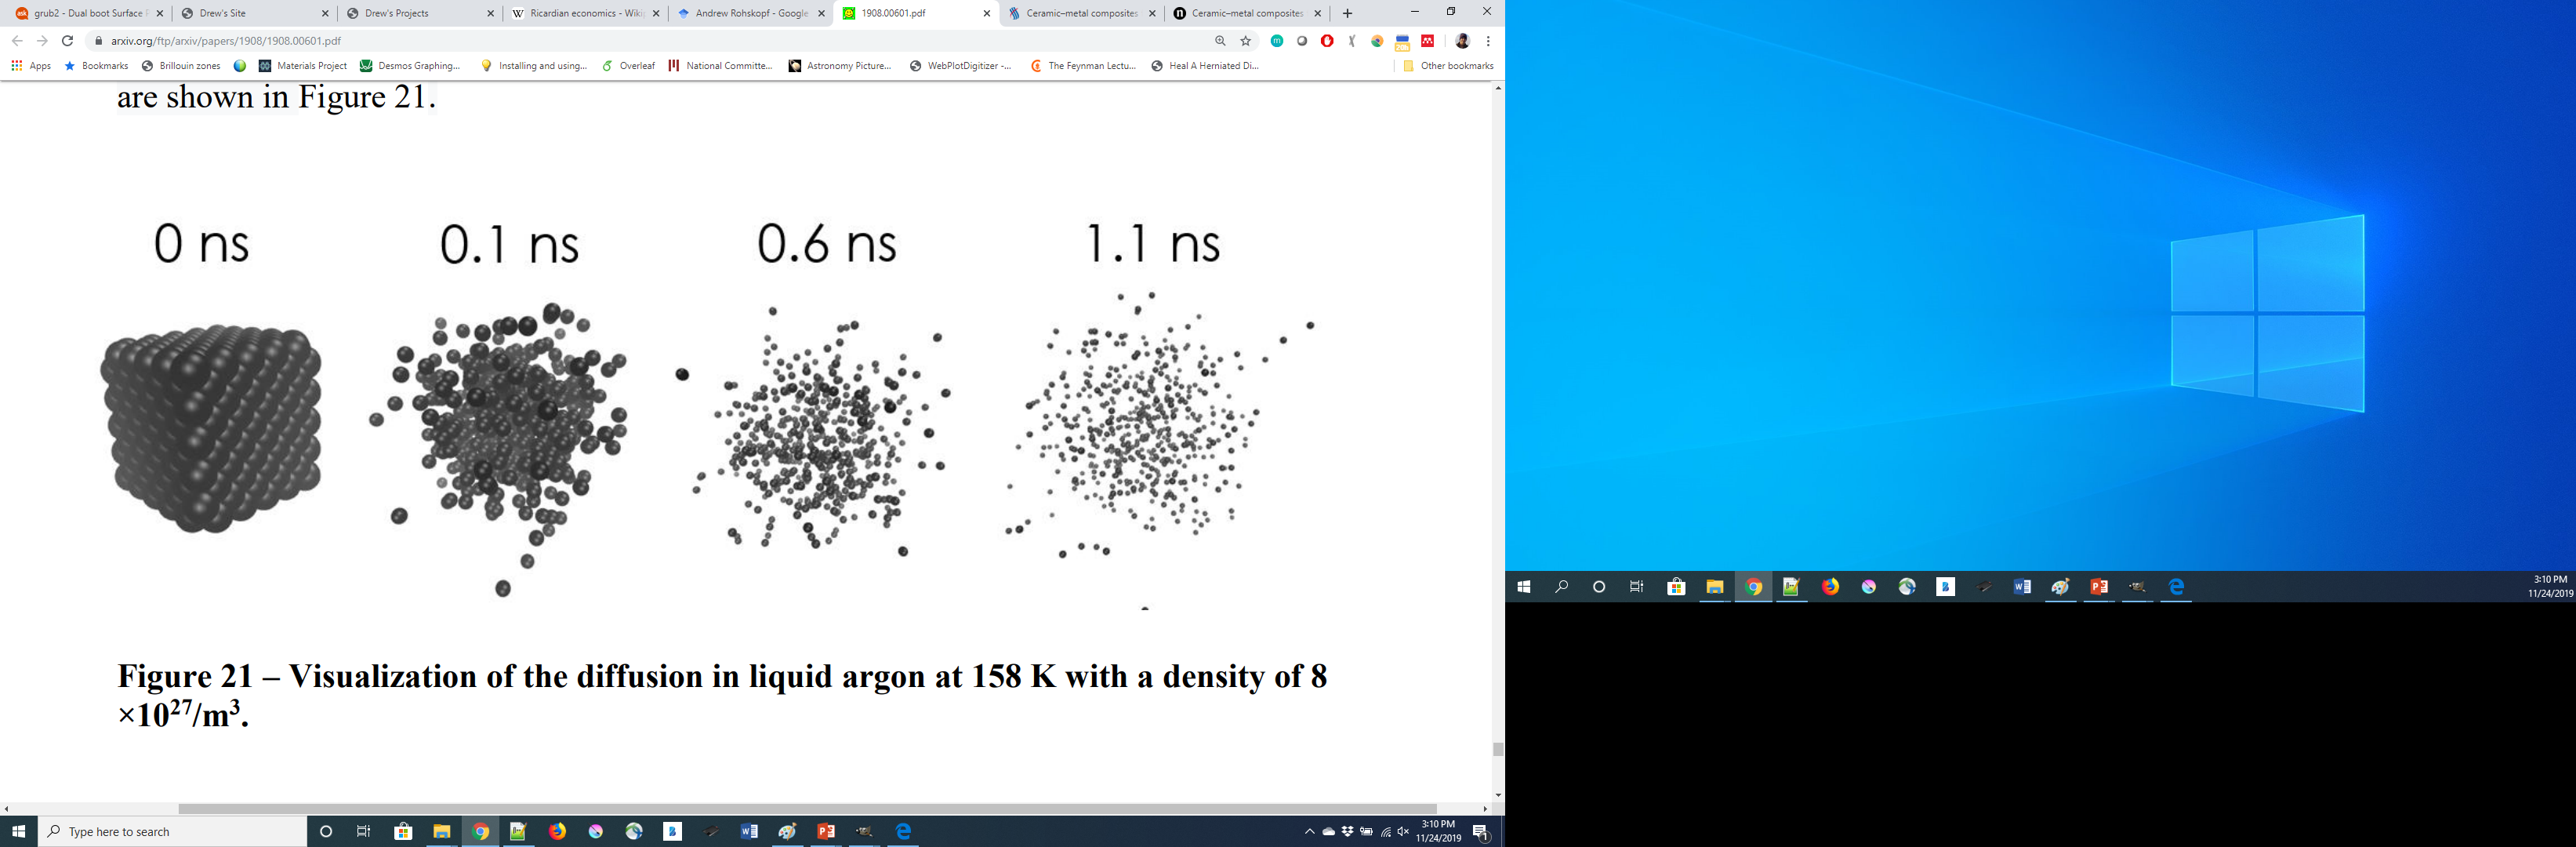 grub2 - Dual boot Surface
Drew's Site
Drew's Projects
Ricardian economics - Wiki
Andrew Rohskopf - Google
1908.00601.pdf
Ceramic–metal composites
Ceramic–metal composites
arxiv.org/ftp/arxiv/papers/1908/1908.00601.pdf
Apps
Bookmarks
Brillouin zones
Materials Project
Desmos Graphing...
Installing and using...
Overleaf
National Committe...
Astronomy Picture...
WebPlotDigitizer -...
The Feynman Lectu...
Heal A Herniated Di...
Other bookmarks
are shown in Figure 21.
0 ns
0.1 ns
0.6 ns
1.1 ns
Figure 21 – Visualization of the diffusion in liquid argon at 158 K with a density of 8
×10²⁷/m³.
Type here to search
3:10 PM
11/24/2019
3:10 PM
11/24/2019